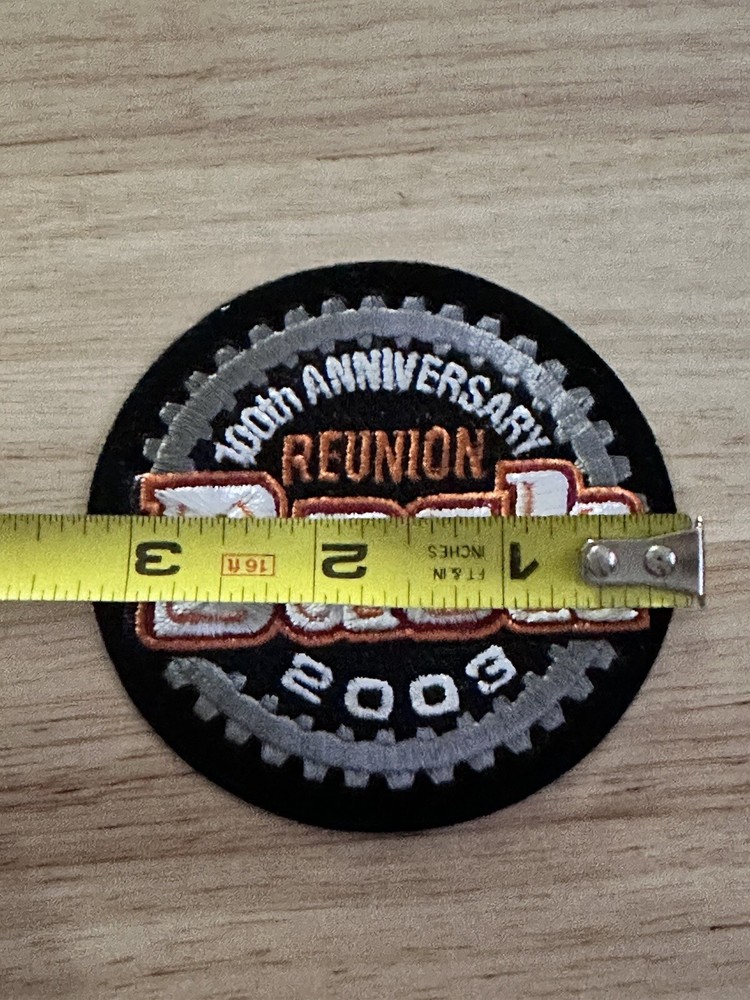 100th ANNIVERSARY
REUNION
3 16 ft 2 FT & IN 1
INCHES
2003